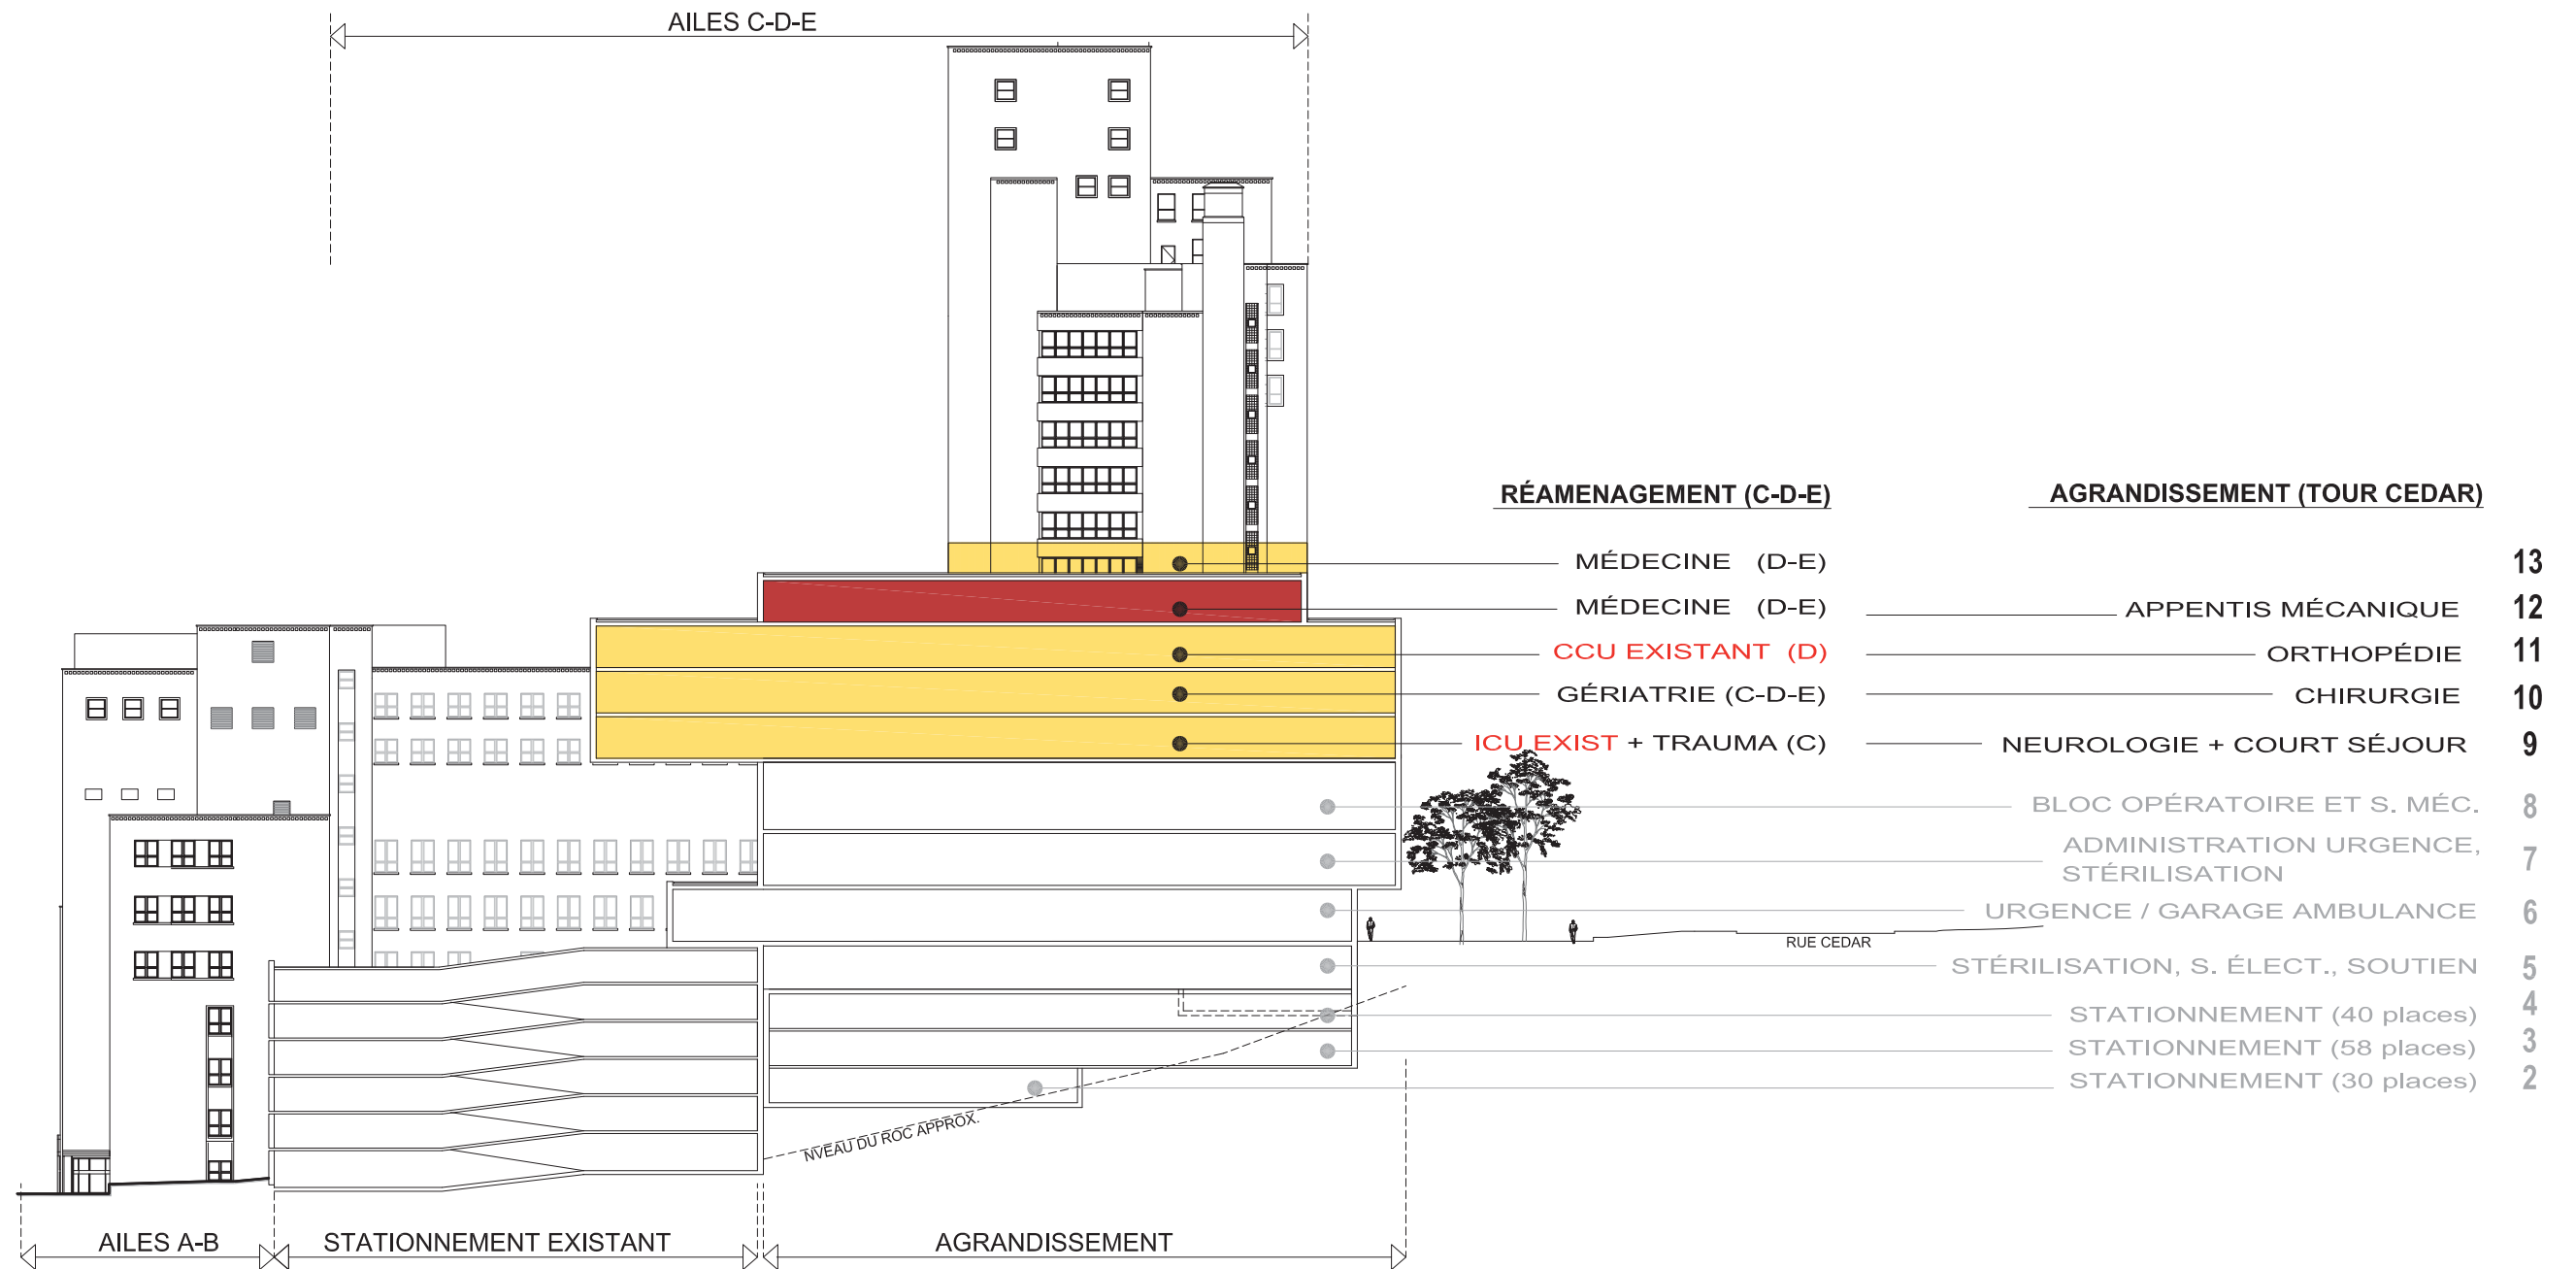 AILES C-D-E
RÉAMENAGEMENT (C-D-E) AGRANDISSEMENT (TOUR CEDAR)
MÉDECINE (D-E) 13
MÉDECINE (D-E) APPENTIS MÉCANIQUE 12
CCU EXISTANT (D) ORTHOPÉDIE 11
GÉRIATRIE (C-D-E) CHIRURGIE 10
ICU EXIST + TRAUMA (C) NEUROLOGIE + COURT SÉJOUR 9
BLOC OPÉRATOIRE ET S. MÉC. 8
ADMINISTRATION URGENCE, 7
STÉRILISATION
URGENCE / GARAGE AMBULANCE 6
RUE CEDAR
STÉRILISATION, S. ÉLECT., SOUTIEN 5
STATIONNEMENT (40 places) 4
STATIONNEMENT (58 places) 3
STATIONNEMENT (30 places) 2
NVEAU DU ROC APPROX.
AILES A-B STATIONNEMENT EXISTANT AGRANDISSEMENT